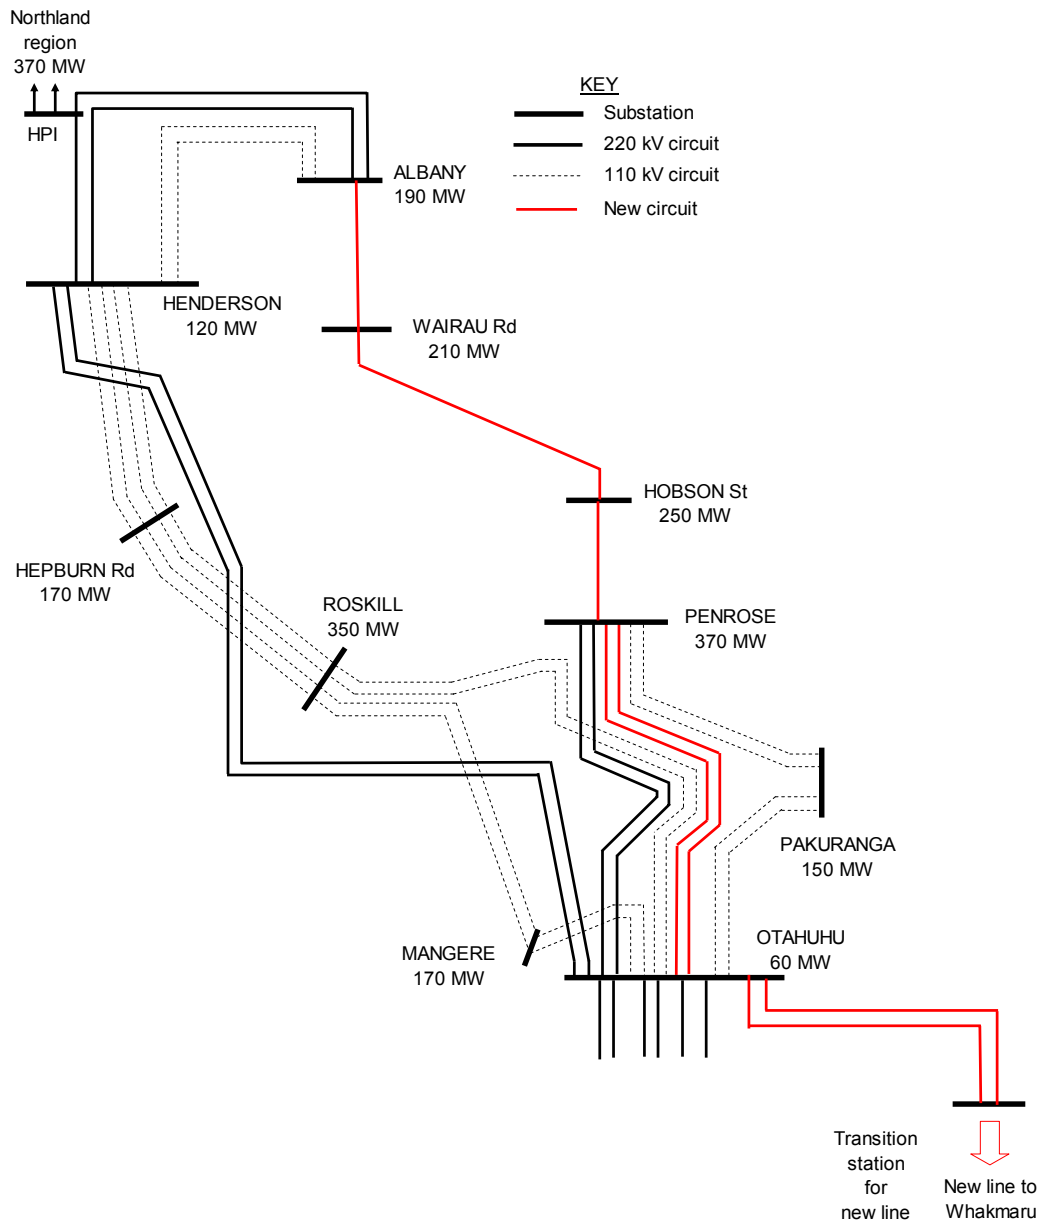 Northland
region
370 MW
HPI
KEY
Substation
220 kV circuit
110 kV circuit
New circuit
ALBANY
190 MW
HENDERSON
120 MW
WAIRAU Rd
210 MW
HOBSON St
250 MW
HEPBURN Rd
170 MW
ROSKILL
350 MW
PENROSE
370 MW
PAKURANGA
150 MW
MANGERE
170 MW
OTAHUHU
60 MW
Transition
station
for
new line
New line to
Whakmaru